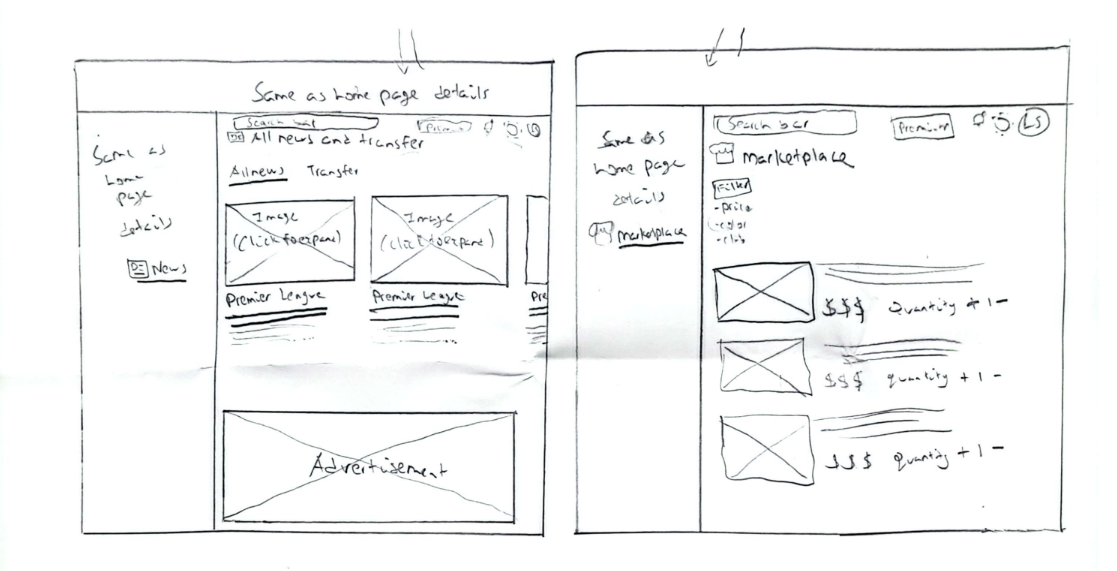 Same as home page details
Same as
home
page
details
News
Search bar
Premium
All news and transfer
All news
Transfer
Image
(Click to expand)
Image
(Click to expand)
Premier League
Premier League
Pre
Advertisement
Same as
home page
details
marketplace
Search bar
Premium
LS
marketplace
Filter
- price
- color
- club
$$$ Quantity + 1 -
$$$ quantity + 1 -
$$$ quantity + 1 -